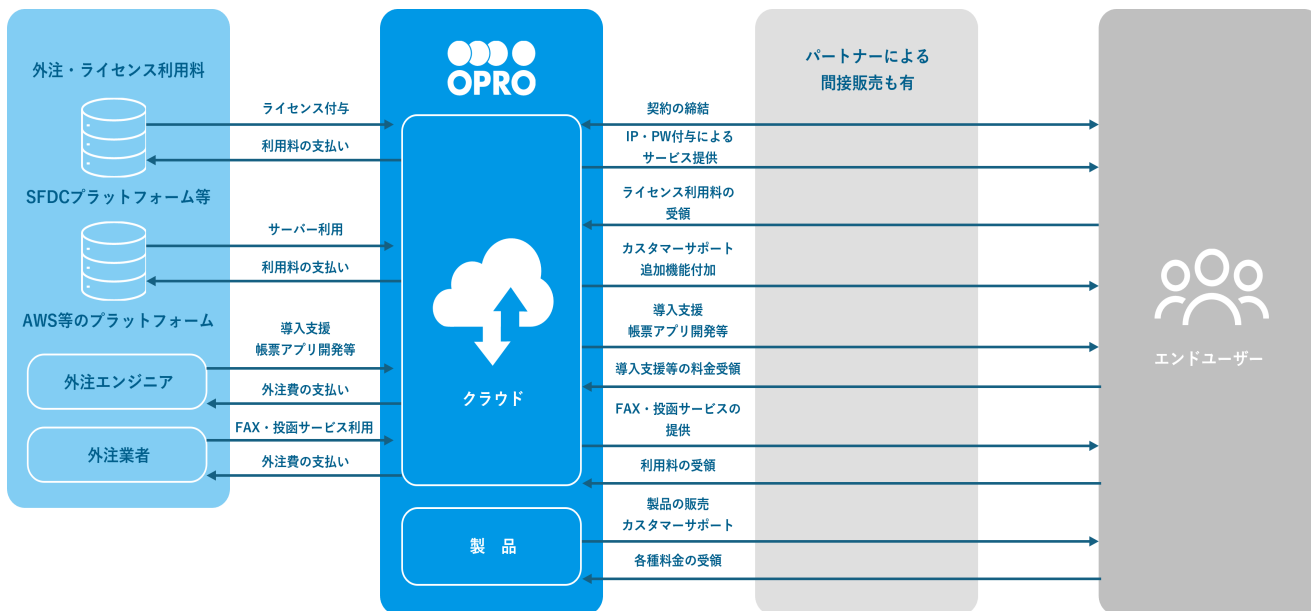 外注・ライセンス利用料
SFDCプラットフォーム等
AWS等のプラットフォーム
外注エンジニア
外注業者
ライセンス付与
利用料の支払い
サーバー利用
利用料の支払い
導入支援
帳票アプリ開発等
外注費の支払い
FAX・投函サービス利用
外注費の支払い
OPRO
クラウド
製 品
契約の締結
IP・PW付与による
サービス提供
ライセンス利用料の
受領
カスタマーサポート
追加機能付加
導入支援
帳票アプリ開発等
導入支援等の料金受領
FAX・投函サービスの
提供
利用料の受領
製品の販売
カスタマーサポート
各種料金の受領
パートナーによる
間接販売も有
エンドユーザー